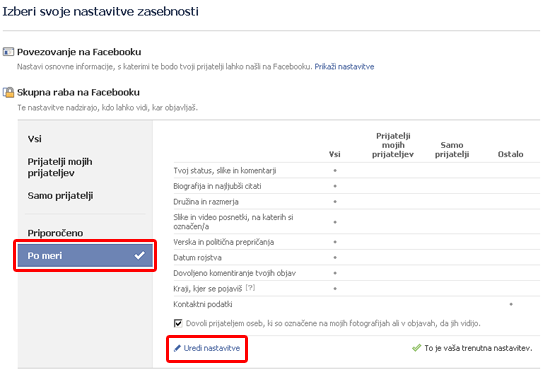 Izberi svoje nastavitve zasebnosti
Povezovanje na Facebooku
Nastavi osnovne informacije, s katerimi te bodo tvoji prijatelji lahko našli na Facebooku. Prikaži nastavitve
Skupna raba na Facebooku
Te nastavitve nadzirajo, kdo lahko vidi, kar objavljaš.
Vsi
Prijatelji mojih
prijateljev
Samo prijatelji
Priporočeno
Po meri
Vsi
Prijatelji
mojih
prijateljev
Samo
prijatelji
Ostalo
Tvoj status, slike in komentarji
Biografija in najljubši citati
Družina in razmerja
Slike in video posnetki, na katerih si
označen/a
Verska in politična prepričanja
Datum rojstva
Dovoljeno komentiranje tvojih objav
Kraji, kjer se pojaviš [?]
Kontaktni podatki
Dovoli prijateljem oseb, ki so označene na mojih fotografijah ali v objavah, da jih vidijo.
Uredi nastavitve
To je vaša trenutna nastavitev.